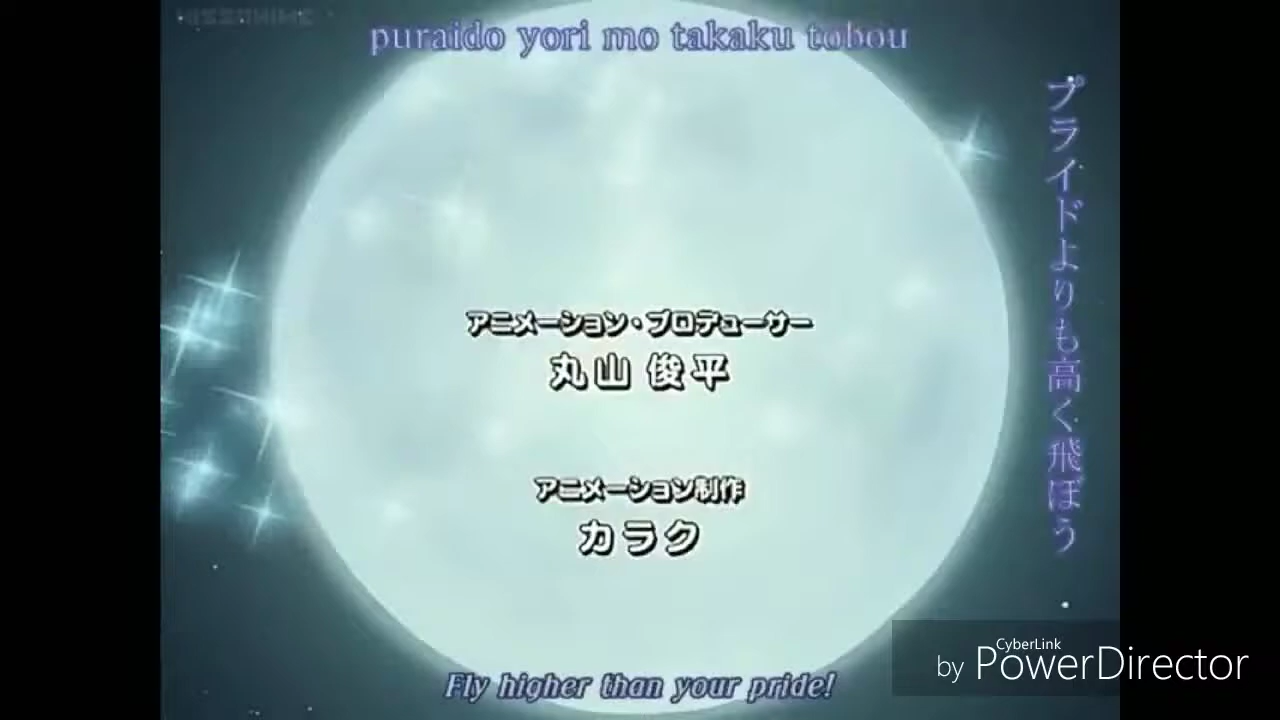 HISSOHIME
puraido yori mo takaku tobou
プライドよりも高く飛ぼう
アニメーション・プロデューサー
丸山 俊平
アニメーション制作
カラク
CyberLink
by PowerDirector
Fly higher than your pride!